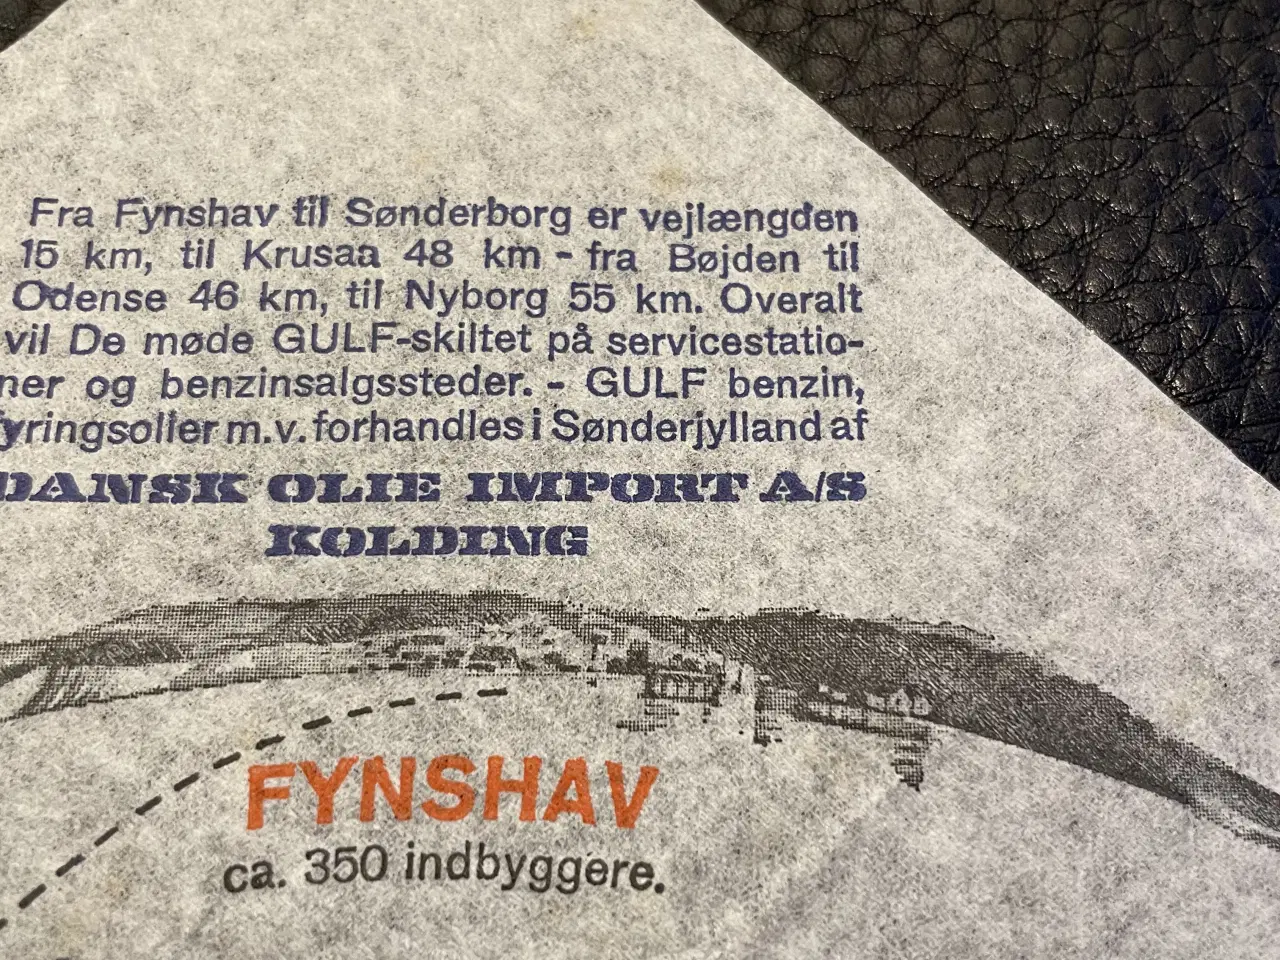 Fra Fynshav til Sønderborg er vejlængden
15 km, til Krusaa 48 km - fra Bøjden til
Odense 46 km, til Nyborg 55 km. Overalt
vil De møde GULF-skiltet på servicestatio-
ner og benzinsalgssteder. - GULF benzin,
fyringsolier m.v. forhandles i Sønderjylland af
DANSK OLIE IMPORT A/S
KOLDING
FYNSHAV
ca. 350 indbyggere.